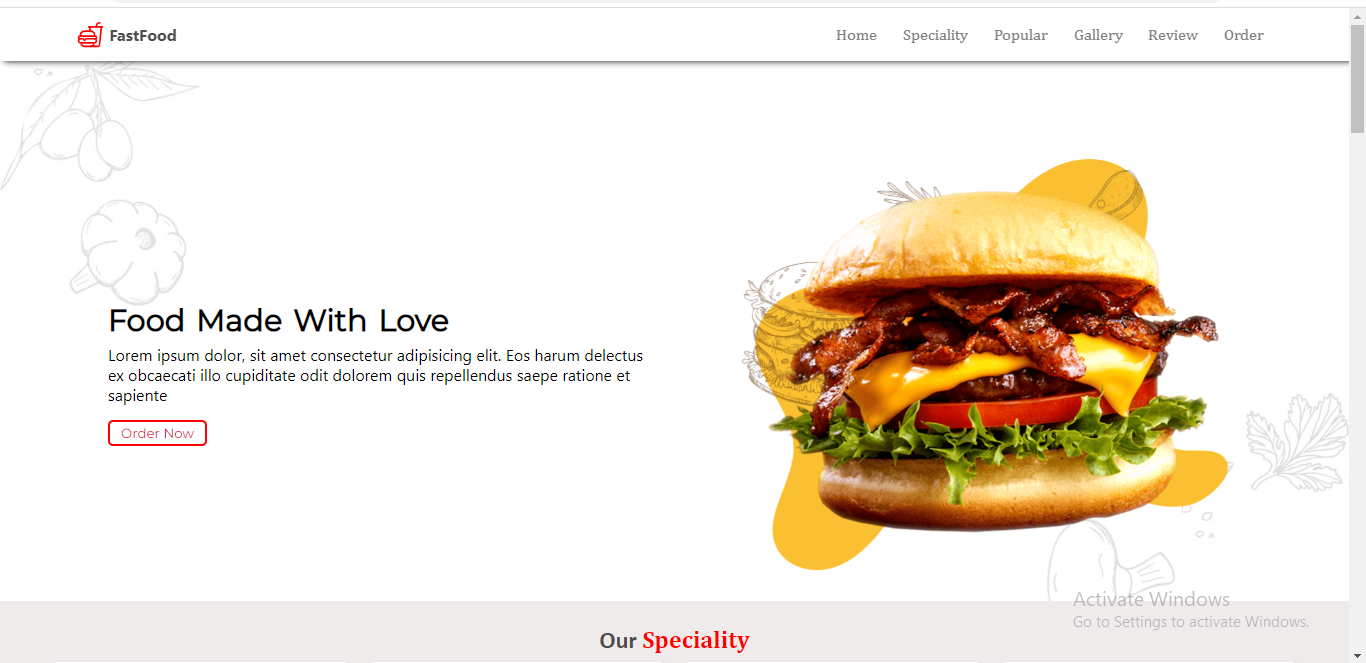 FastFood
Home Speciality Popular Gallery Review Order
Food Made With Love
Lorem ipsum dolor, sit amet consectetur adipisicing elit. Eos harum delectus
ex obcaecati illo cupiditate odit dolorem quis repellendus saepe ratione et
sapiente
Order Now
Activate Windows
Go to Settings to activate Windows.
Our Speciality